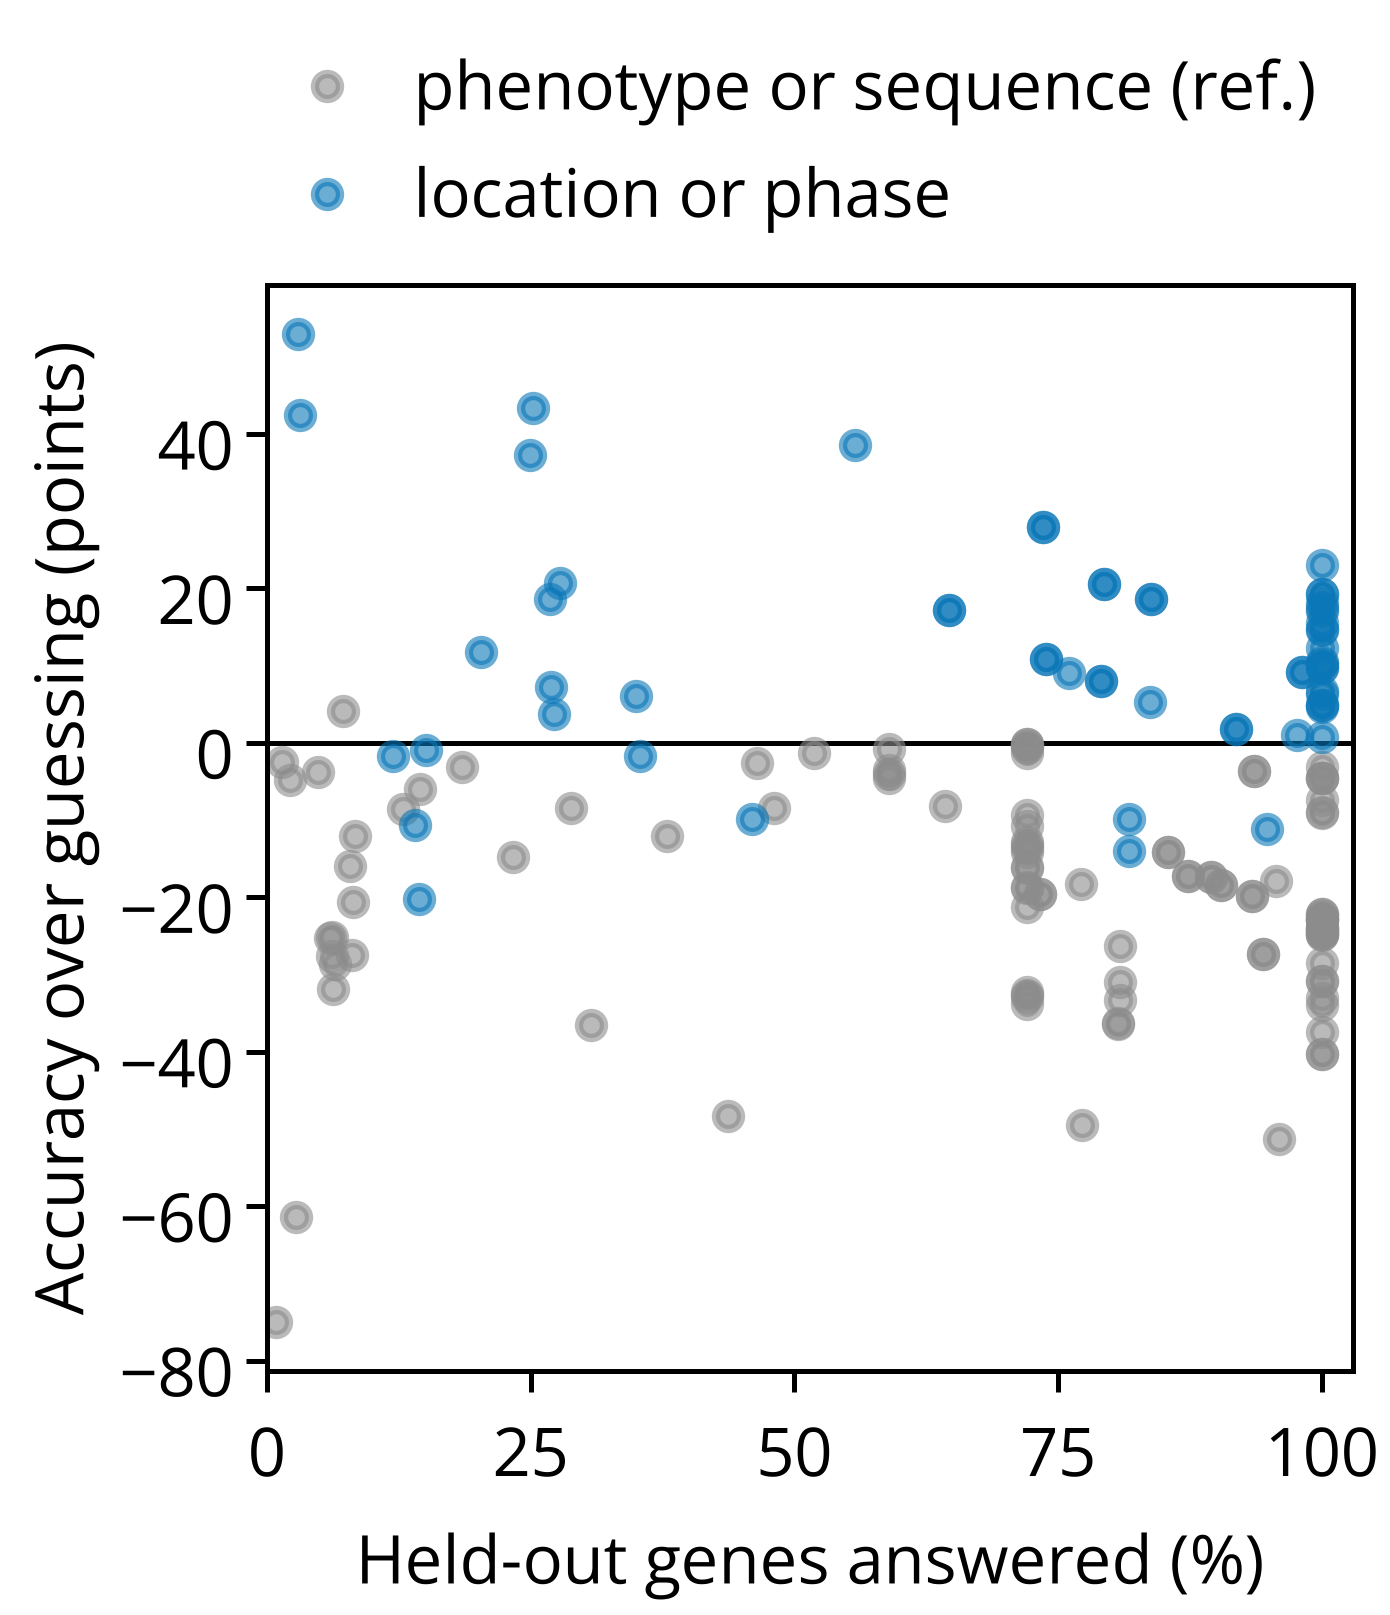 phenotype or sequence (ref.)
location or phase
Accuracy over guessing (points)
40
20
0
−20
−40
−60
−80
0 25 50 75 100
Held-out genes answered (%)